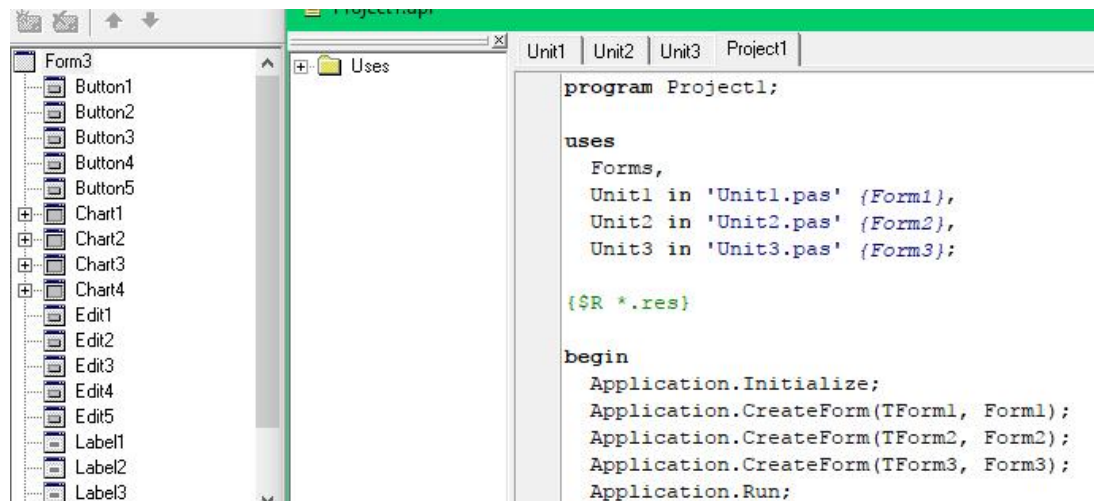 Project1.dpr
Form3
Button1
Button2
Button3
Button4
Button5
Chart1
Chart2
Chart3
Chart4
Edit1
Edit2
Edit3
Edit4
Edit5
Label1
Label2
Label3
Uses
Unit1 Unit2 Unit3 Project1
program Project1;
uses
Forms,
Unit1 in 'Unit1.pas' {Form1},
Unit2 in 'Unit2.pas' {Form2},
Unit3 in 'Unit3.pas' {Form3};
{$R *.res}
begin
Application.Initialize;
Application.CreateForm(TForm1, Form1);
Application.CreateForm(TForm2, Form2);
Application.CreateForm(TForm3, Form3);
Application.Run;